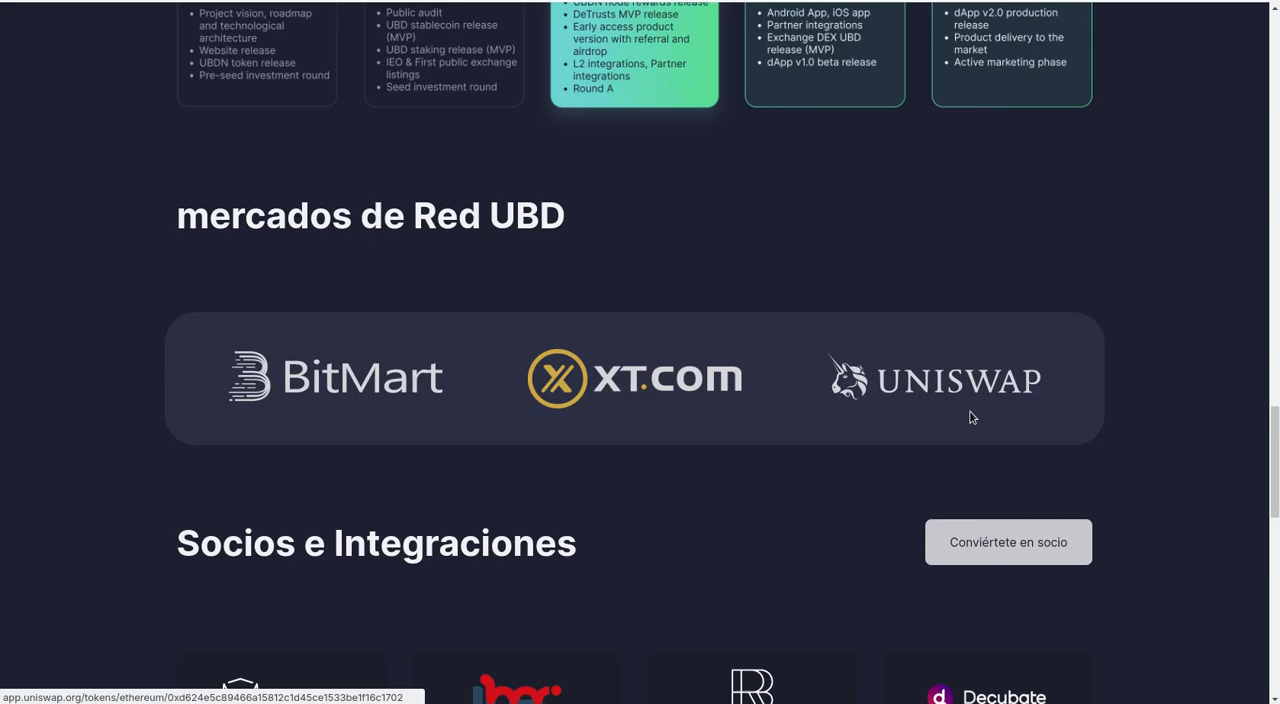 Project vision, roadmap
and technological
architecture
Website release
UBDN token release
Pre-seed investment round
Public audit
UBD stablecoin release
(MVP)
UBD staking release (MVP)
IEO & First public exchange
listings
Seed investment round
UBDN node rewards release
DeTrusts MVP release
Early access product
version with referral and
airdrop
L2 integrations, Partner
integrations
Round A
Android App, iOS app
Partner integrations
Exchange DEX UBD
release (MVP)
dApp v1.0 beta release
dApp v2.0 production
release
Product delivery to the
market
Active marketing phase
mercados de Red UBD
BitMart
XT.COM
UNISWAP
Socios e Integraciones
Conviértete en socio
Decubate
app.uniswap.org/tokens/ethereum/0xd624e5c89466a15812c1d45ce1533be1f16c1702